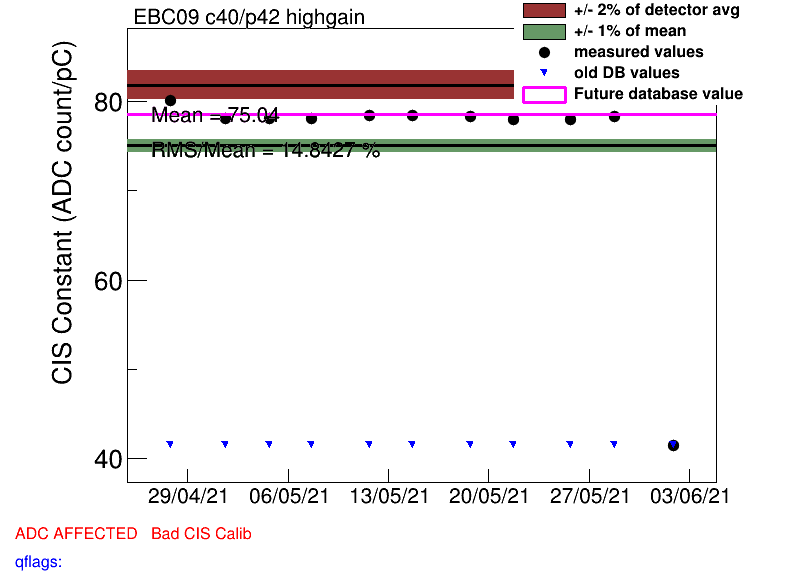 EBC09 c40/p42 highgain
+/- 2% of detector avg
+/- 1% of mean
measured values
old DB values
Future database value
CIS Constant (ADC count/pC)
80
60
40
Mean = 75.04
RMS/Mean = 14.8427 %
29/04/21 06/05/21 13/05/21 20/05/21 27/05/21 03/06/21
ADC AFFECTED Bad CIS Calib
qflags: